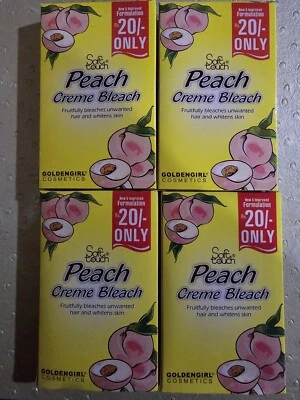 New & Improved
Formulation
20/-
ONLY
Soft
touch
Peach
Creme Bleach
Fruitfully bleaches unwanted
hair and whitens skin
GOLDENGIRL
COSMETICS
New & Improved
Formulation
20/-
ONLY
Soft
touch
Peach
Creme Bleach
Fruitfully bleaches unwanted
hair and whitens skin
GOLDENGIRL
COSMETICS
New & Improved
Formulation
20/-
ONLY
Soft
touch
Peach
Creme Bleach
Fruitfully bleaches unwanted
hair and whitens skin
GOLDENGIRL
COSMETICS
New & Improved
Formulation
20/-
ONLY
Soft
touch
Peach
Creme Bleach
Fruitfully bleaches unwanted
hair and whitens skin
GOLDENGIRL
COSMETICS